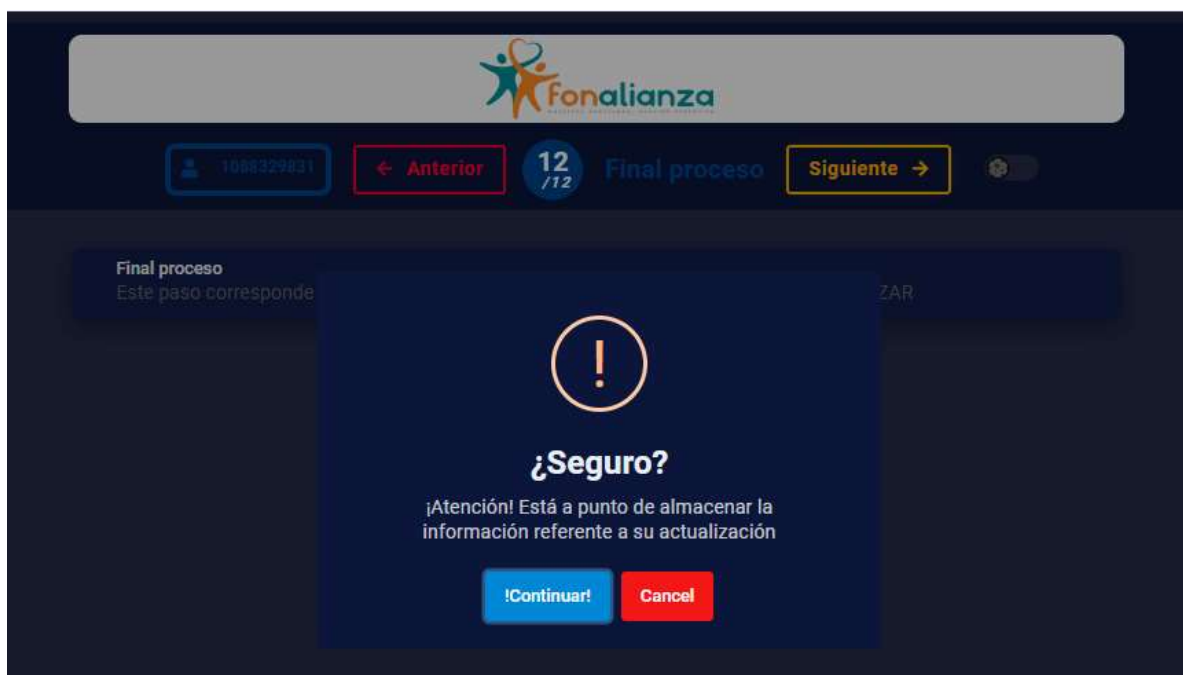 fonalianza
1088329831
← Anterior
12
/12
Final proceso
Siguiente →
Final proceso
Este paso corresponde
ZAR
!
¿Seguro?
¡Atención! Está a punto de almacenar la
información referente a su actualización
!Continuar!
Cancel